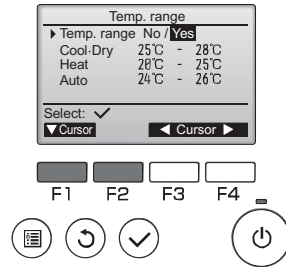 Temp. range
▶ Temp. range No / Yes
Cool·Dry 25℃ - 28℃
Heat 20℃ - 25℃
Auto 24℃ - 26℃
Select: ✓
▼Cursor ◀ Cursor ▶
F1 F2 F3 F4